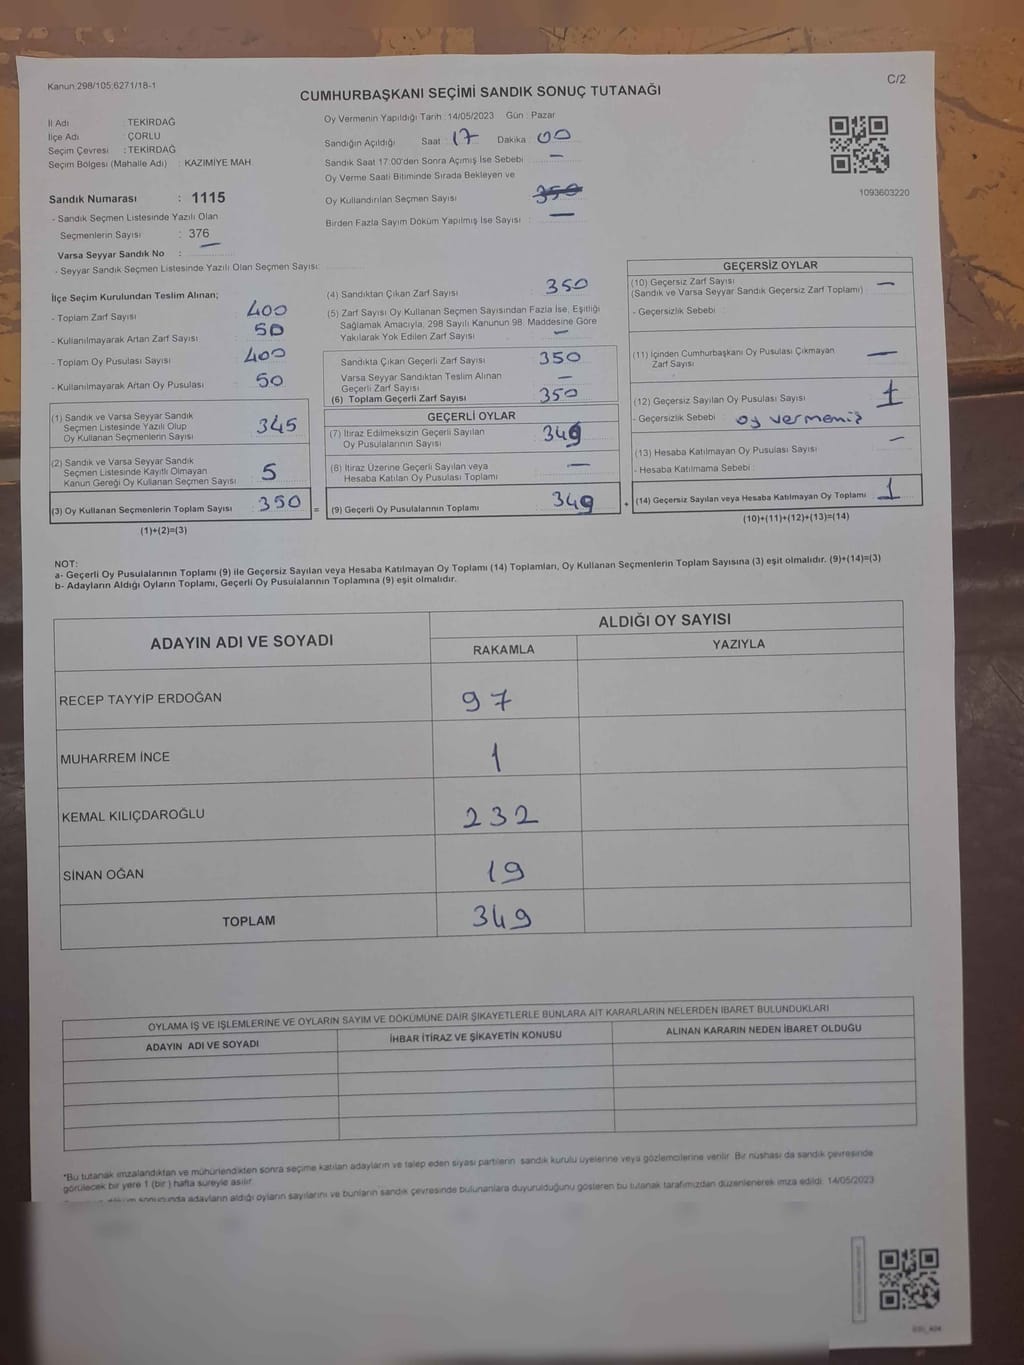 Kanun:298/105;6271/18-1
C/2
CUMHURBAŞKANI SEÇİMİ SANDIK SONUÇ TUTANAĞI
İl Adı : TEKİRDAĞ
İlçe Adı : ÇORLU
Seçim Çevresi : TEKİRDAĞ
Seçim Bölgesi (Mahalle Adı) : KAZIMİYE MAH.
Sandık Numarası : 1115
- Sandık Seçmen Listesinde Yazılı Olan
Seçmenlerin Sayısı : 376
Varsa Seyyar Sandık No : —
- Seyyar Sandık Seçmen Listesinde Yazılı Olan Seçmen Sayısı:
Oy Vermenin Yapıldığı Tarih : 14/05/2023 Gün : Pazar
Sandığın Açıldığı Saat : 17 Dakika : 00
Sandık Saat 17:00'den Sonra Açımış İse Sebebi : —
Oy Verme Saati Bitiminde Sırada Bekleyen ve
Oy Kullandırılan Seçmen Sayısı : 350
Birden Fazla Sayım Döküm Yapılmış İse Sayısı : —
1093603220
İlçe Seçim Kurulundan Teslim Alınan;
- Toplam Zarf Sayısı 400
- Kullanılmayarak Artan Zarf Sayısı 50
- Toplam Oy Pusulası Sayısı 400
- Kullanılmayarak Artan Oy Pusulası 50
(1) Sandık ve Varsa Seyyar Sandık
Seçmen Listesinde Yazılı Olup
Oy Kullanan Seçmenlerin Sayısı 345
(2) Sandık ve Varsa Seyyar Sandık
Seçmen Listesinde Kayıtlı Olmayan
Kanun Gereği Oy Kullanan Seçmen Sayısı 5
(3) Oy Kullanan Seçmenlerin Toplam Sayısı 350
(1)+(2)=(3)
=
(4) Sandıktan Çıkan Zarf Sayısı 350
(5) Zarf Sayısı Oy Kullanan Seçmen Sayısından Fazla İse, Eşitliği
Sağlamak Amacıyla, 298 Sayılı Kanunun 98. Maddesine Göre
Yakılarak Yok Edilen Zarf Sayısı —
Sandıkta Çıkan Geçerli Zarf Sayısı 350
Varsa Seyyar Sandıktan Teslim Alınan
Geçerli Zarf Sayısı —
(6) Toplam Geçerli Zarf Sayısı 350
GEÇERLİ OYLAR
(7) İtiraz Edilmeksizin Geçerli Sayılan
Oy Pusulalarının Sayısı 349
(8) İtiraz Üzerine Geçerli Sayılan veya
Hesaba Katılan Oy Pusulası Toplamı —
(9) Geçerli Oy Pusulalarının Toplamı 349
+
GEÇERSİZ OYLAR
(10) Geçersiz Zarf Sayısı
(Sandık ve Varsa Seyyar Sandık Geçersiz Zarf Toplamı) : —
- Geçersizlik Sebebi :
(11) İçinden Cumhurbaşkanı Oy Pusulası Çıkmayan
Zarf Sayısı —
(12) Geçersiz Sayılan Oy Pusulası Sayısı 1
- Geçersizlik Sebebi : oy vermemiş
(13) Hesaba Katılmayan Oy Pusulası Sayısı —
- Hesaba Katılmama Sebebi :
(14) Geçersiz Sayılan veya Hesaba Katılmayan Oy Toplamı 1
(10)+(11)+(12)+(13)=(14)
NOT:
a- Geçerli Oy Pusulalarının Toplamı (9) ile Geçersiz Sayılan veya Hesaba Katılmayan Oy Toplamı (14) Toplamları, Oy Kullanan Seçmenlerin Toplam Sayısına (3) eşit olmalıdır. (9)+(14)=(3)
b- Adayların Aldığı Oyların Toplamı, Geçerli Oy Pusulalarının Toplamına (9) eşit olmalıdır.
ADAYIN ADI VE SOYADI
ALDIĞI OY SAYISI
RAKAMLA YAZIYLA
RECEP TAYYİP ERDOĞAN 97
MUHARREM İNCE 1
KEMAL KILIÇDAROĞLU 232
SİNAN OĞAN 19
TOPLAM 349
OYLAMA İŞ VE İŞLEMLERİNE VE OYLARIN SAYIM VE DÖKÜMÜNE DAİR ŞİKAYETLERLE BUNLARA AİT KARARLARIN NELERDEN İBARET BULUNDUKLARI
ADAYIN ADI VE SOYADI İHBAR İTİRAZ VE ŞİKAYETİN KONUSU ALINAN KARARIN NEDEN İBARET OLDUĞU
*Bu tutanak imzalandıktan ve mühürlendikten sonra seçime katılan adayların ve talep eden siyasi partilerin sandık kurulu üyelerine veya gözlemcilerine verilir. Bir nüshası da sandık çevresinde
görülecek bir yere 1 (bir) hafta süreyle asılır.
döküm sonucunda adayların aldığı oyların sayılarını ve bunların sandık çevresinde bulunanlara duyurulduğunu gösteren bu tutanak tarafımızdan düzenlenerek imza edildi. 14/05/2023